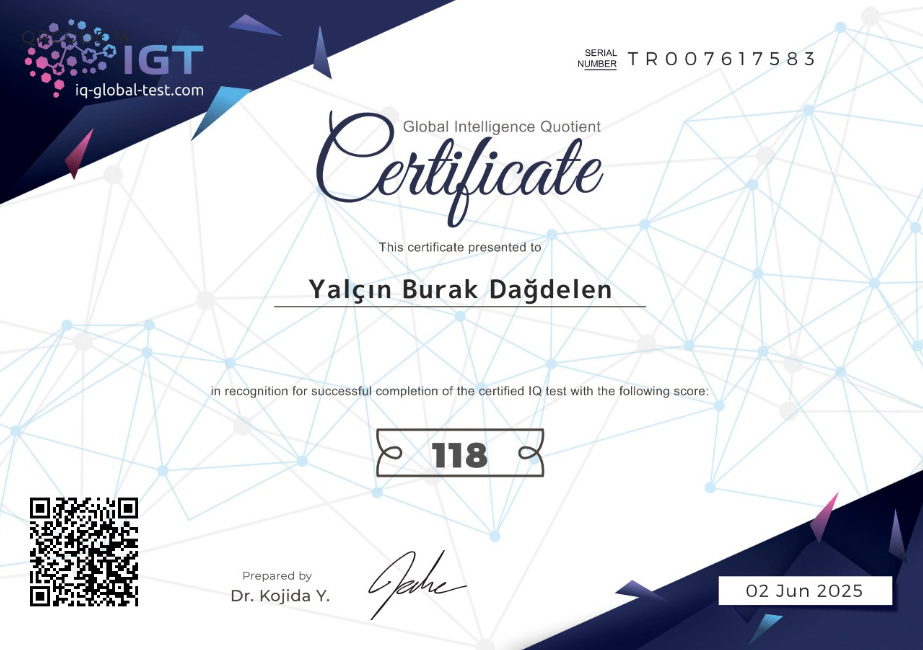 IGT
iq-global-test.com
SERIAL
NUMBER
TR007617583
Global Intelligence Quotient
Certificate
This certificate presented to
Yalçın Burak Dağdelen
in recognition for successful completion of the certified IQ test with the following score:
118
Prepared by
Dr. Kojida Y.
02 Jun 2025